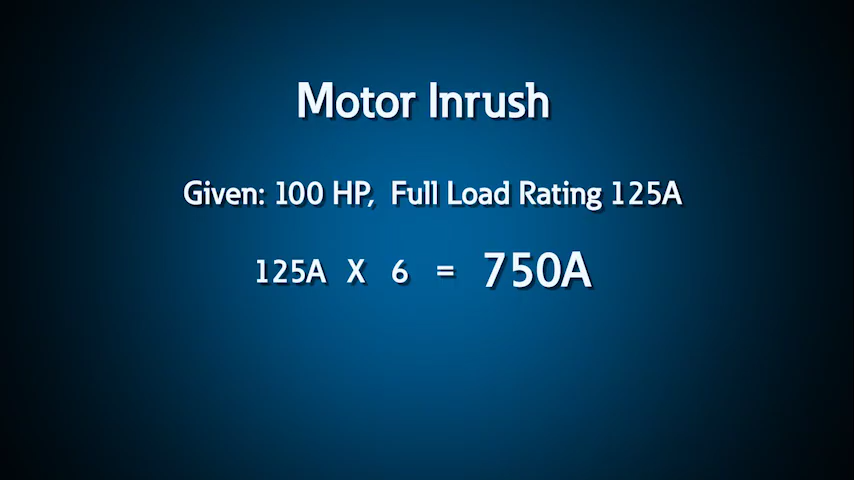 Motor Inrush
Given: 100 HP, Full Load Rating 125A
125A X 6 = 750A